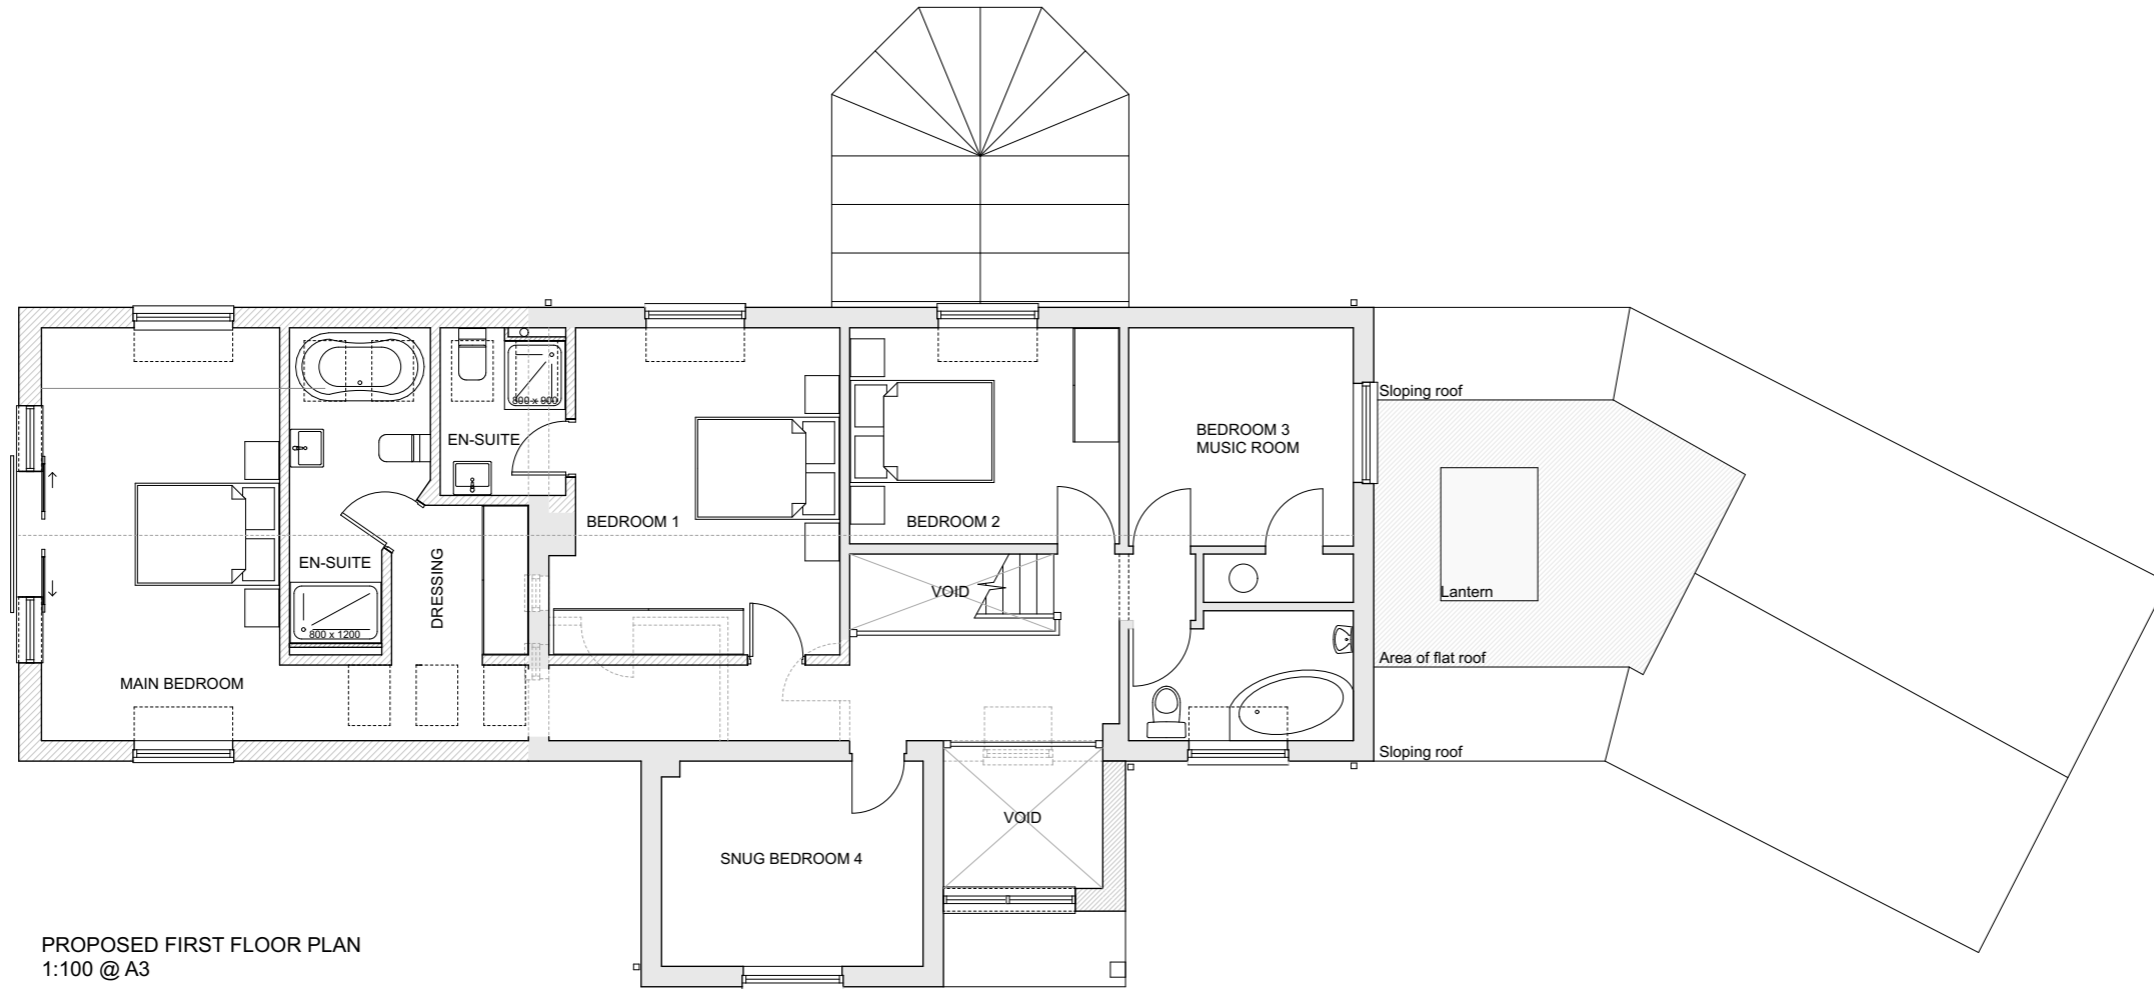 Sloping roof
BEDROOM 3
MUSIC ROOM
800 x 900
EN-SUITE
BEDROOM 1
BEDROOM 2
EN-SUITE
DRESSING
VOID
Lantern
800 x 1200
Area of flat roof
MAIN BEDROOM
Sloping roof
VOID
SNUG BEDROOM 4
PROPOSED FIRST FLOOR PLAN
1:100 @ A3